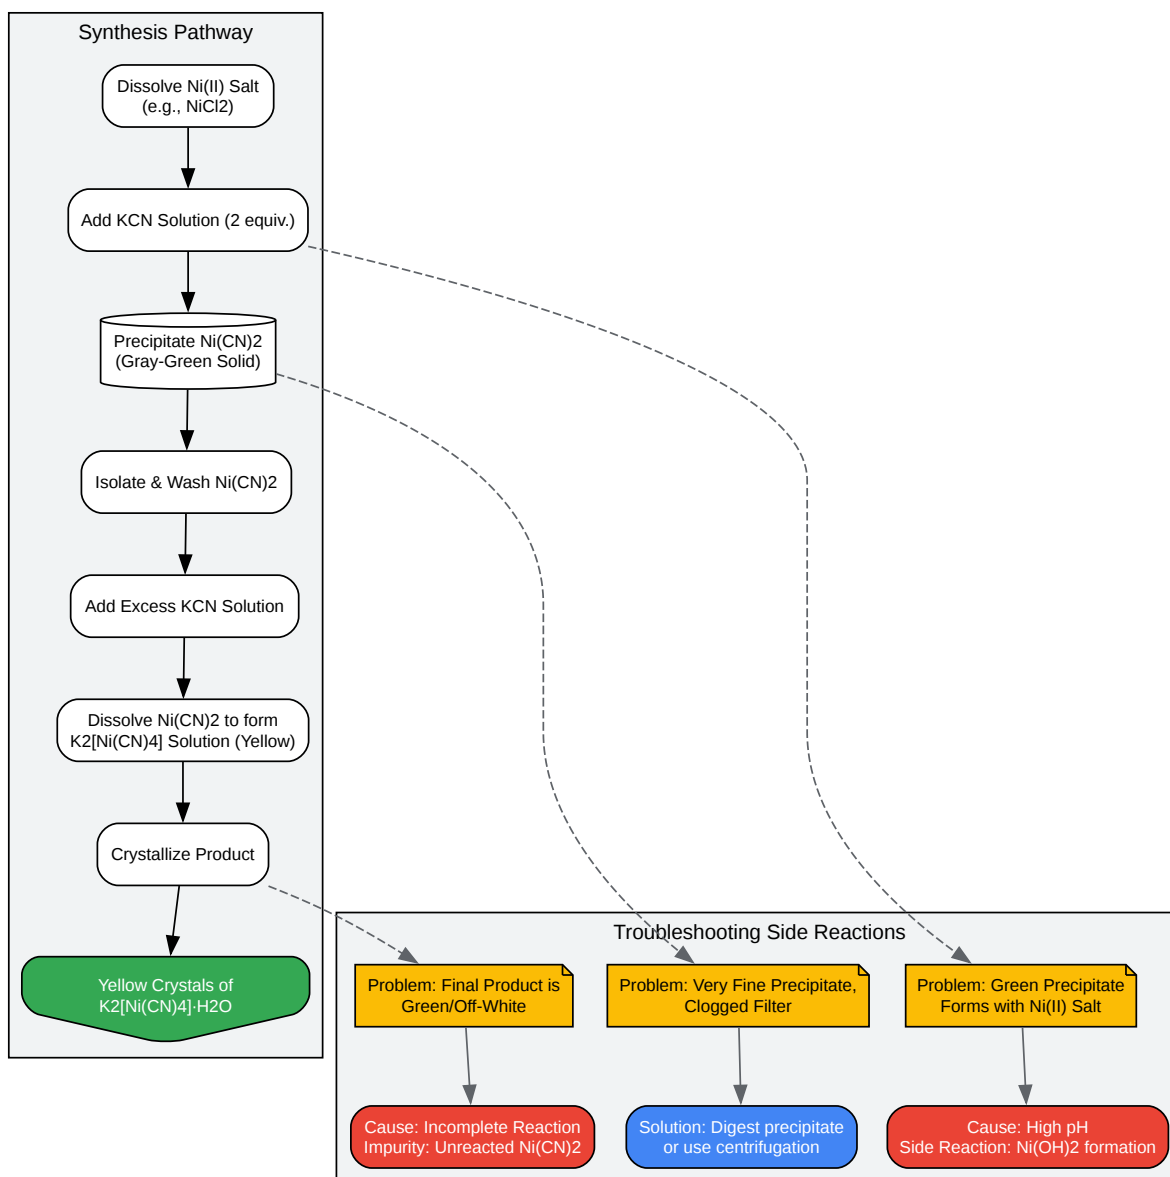 Synthesis Pathway
Dissolve Ni(II) Salt
(e.g., NiCl2)
Add KCN Solution (2 equiv.)
Precipitate Ni(CN)2
(Gray-Green Solid)
Isolate & Wash Ni(CN)2
Add Excess KCN Solution
Dissolve Ni(CN)2 to form
K2[Ni(CN)4] Solution (Yellow)
Crystallize Product
Yellow Crystals of
K2[Ni(CN)4]·H2O
Troubleshooting Side Reactions
Problem: Final Product is
Green/Off-White
Problem: Very Fine Precipitate,
Clogged Filter
Problem: Green Precipitate
Forms with Ni(II) Salt
Cause: Incomplete Reaction
Impurity: Unreacted Ni(CN)2
Solution: Digest precipitate
or use centrifugation
Cause: High pH
Side Reaction: Ni(OH)2 formation